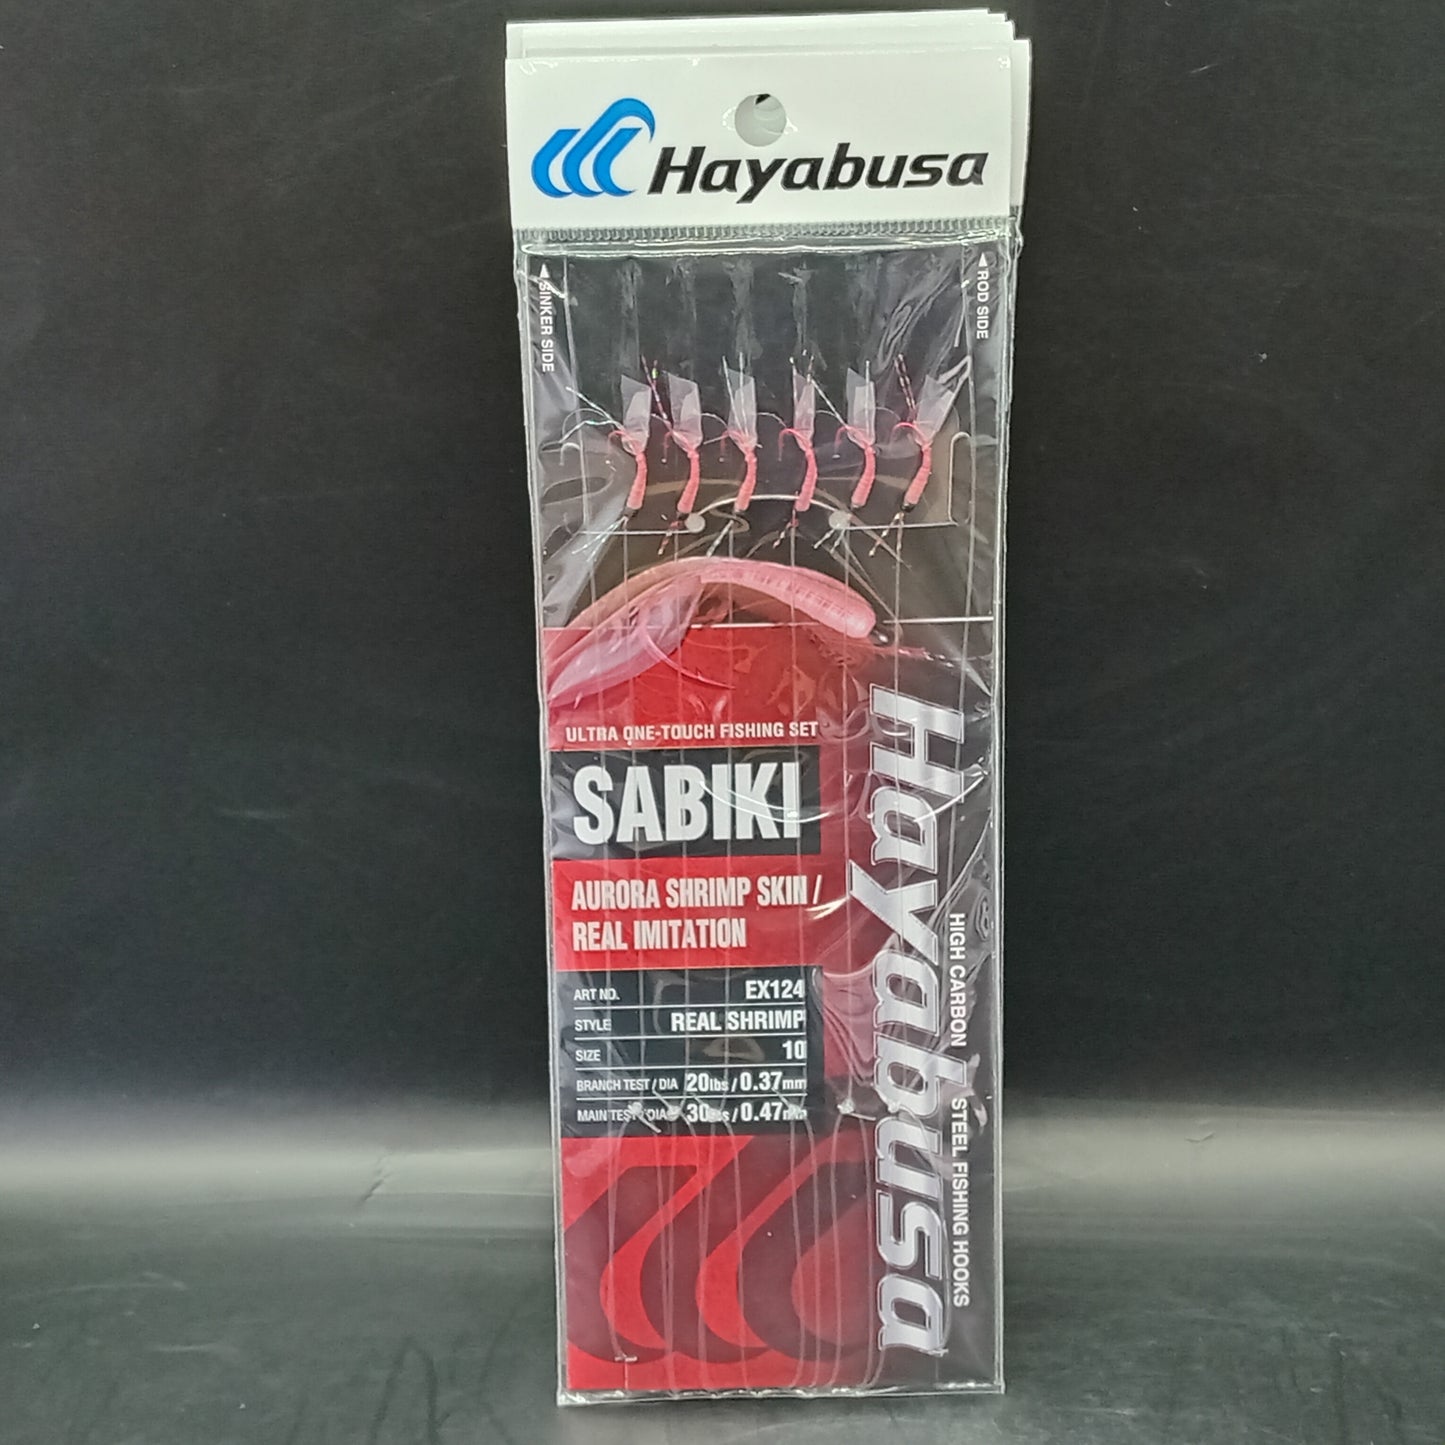 Hayabusa
◀SINKER SIDE
◀ROD SIDE
ULTRA ONE-TOUCH FISHING SET
SABIKI
AURORA SHRIMP SKIN /
REAL IMITATION
ART NO. EX124
STYLE REAL SHRIMP
SIZE 10
BRANCH TEST / DIA 20lbs / 0.37mm
MAIN TEST / DIA 30lbs / 0.47mm
Hayabusa
HIGH CARBON STEEL FISHING HOOKS